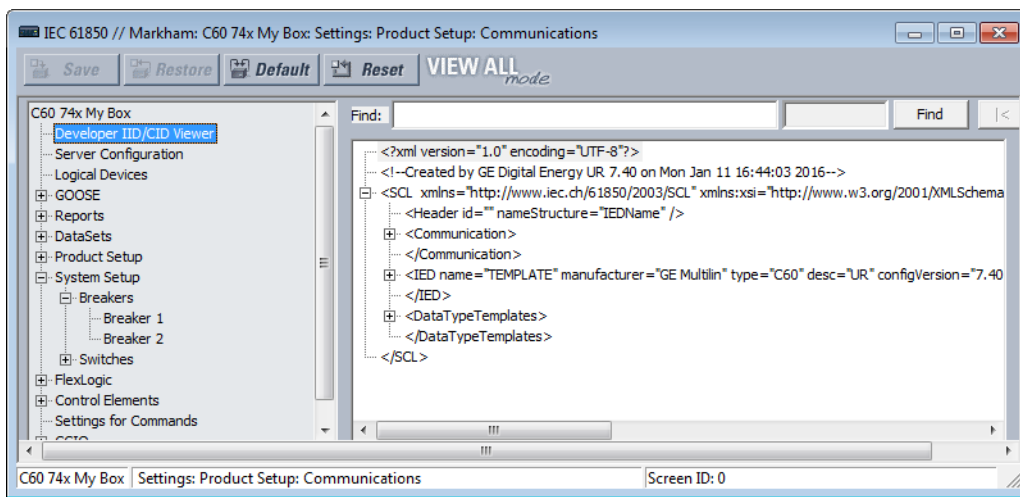 IEC 61850 // Markham: C60 74x My Box: Settings: Product Setup: Communications
Save Restore Default Reset VIEW ALL mode
C60 74x My Box
Developer IID/CID Viewer
Server Configuration
Logical Devices
GOOSE
Reports
DataSets
Product Setup
System Setup
Breakers
Breaker 1
Breaker 2
Switches
FlexLogic
Control Elements
Settings for Commands
Find: Find
<?xml version="1.0" encoding="UTF-8"?>
<!--Created by GE Digital Energy UR 7.40 on Mon Jan 11 16:44:03 2016-->
<SCL xmlns="http://www.iec.ch/61850/2003/SCL" xmlns:xsi="http://www.w3.org/2001/XMLSchema
<Header id="" nameStructure="IEDName" />
<Communication>
</Communication>
<IED name="TEMPLATE" manufacturer="GE Multilin" type="C60" desc="UR" configVersion="7.40
</IED>
<DataTypeTemplates>
</DataTypeTemplates>
</SCL>
C60 74x My Box Settings: Product Setup: Communications Screen ID: 0